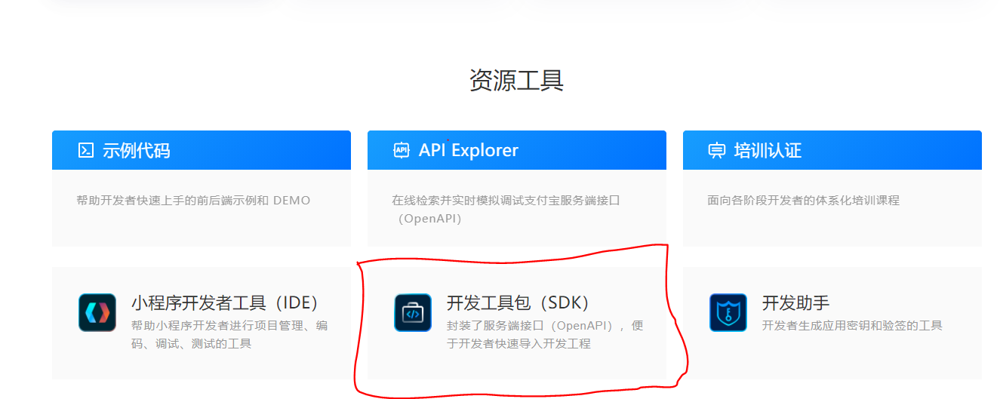 资源工具
示例代码
帮助开发者快速上手的前后端示例和 DEMO
API API Explorer
在线检索并实时模拟调试支付宝服务端接口
（OpenAPI）
培训认证
面向各阶段开发者的体系化培训课程
小程序开发者工具（IDE）
帮助小程序开发者进行项目管理、编
码、调试、测试的工具
开发工具包（SDK）
封装了服务端接口（OpenAPI），便
于开发者快速导入开发工程
开发助手
开发者生成应用密钥和验签的工具